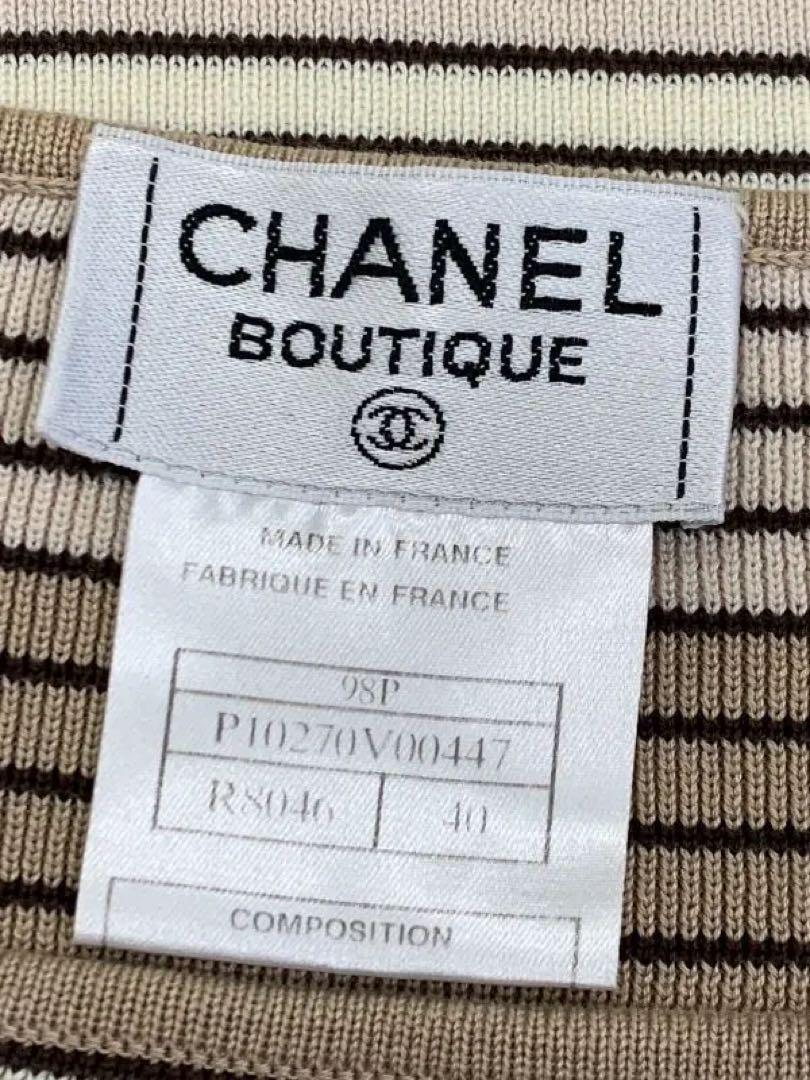 CHANEL
BOUTIQUE
MADE IN FRANCE
FABRIQUE EN FRANCE
98P
P10270V00447
R8046 40
COMPOSITION